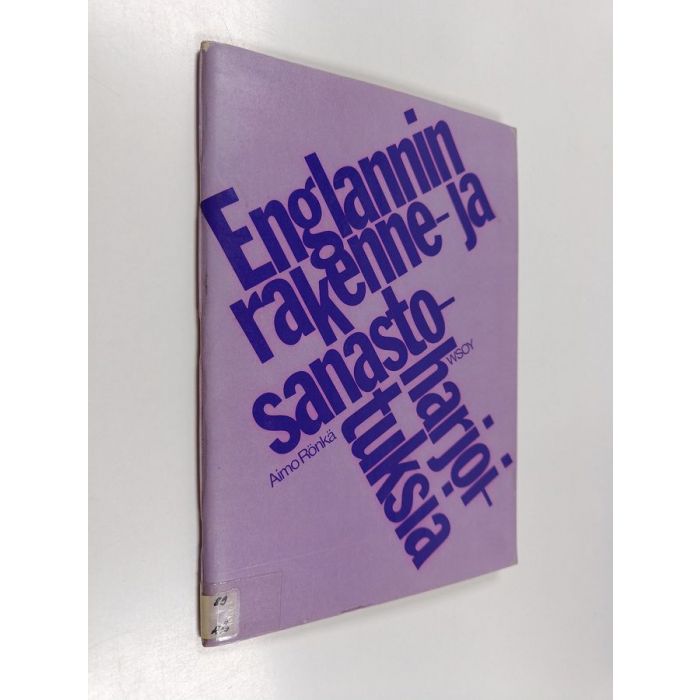 Englannin
rakenne- ja
sanasto-
harjoi-
tuksia
Aimo Rönkä
WSOY